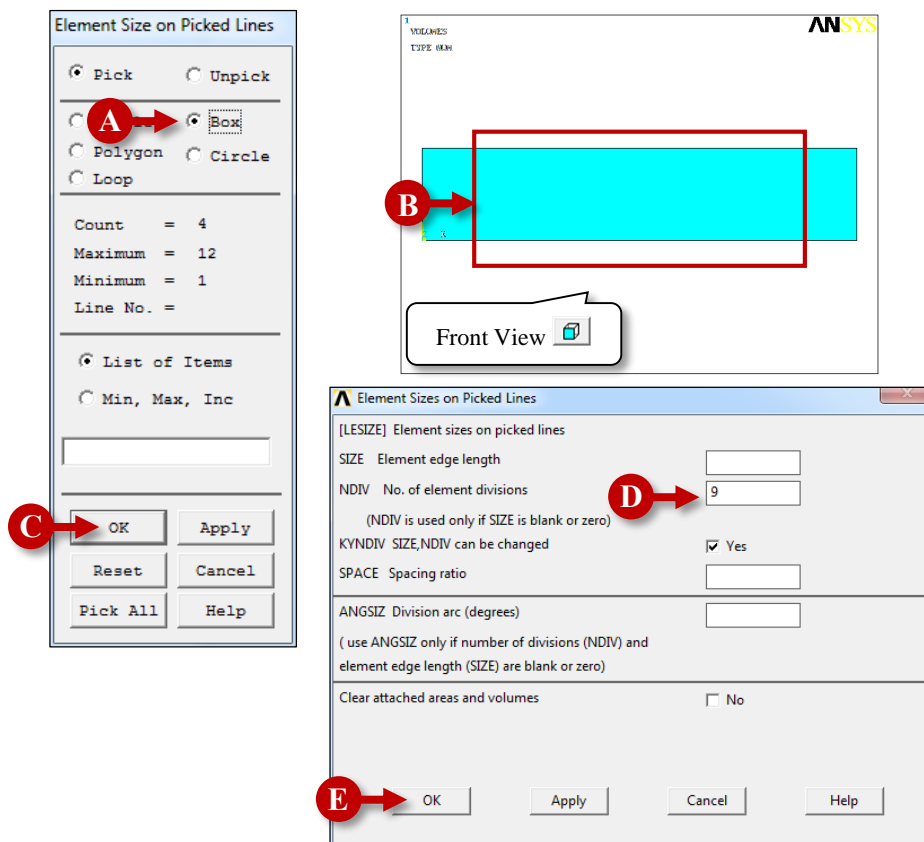 Element Size on Picked Lines
Pick Unpick
A Box
Polygon Circle
Loop
Count = 4
Maximum = 12
Minimum = 1
Line No. =
List of Items
Min, Max, Inc
C OK Apply
Reset Cancel
Pick All Help
1
VOLUMES
TYPE NUM
ANSYS
B
X
Front View
Element Sizes on Picked Lines
[LESIZE] Element sizes on picked lines
SIZE Element edge length
NDIV No. of element divisions D 9
(NDIV is used only if SIZE is blank or zero)
KYNDIV SIZE,NDIV can be changed Yes
SPACE Spacing ratio
ANGSIZ Division arc (degrees)
( use ANGSIZ only if number of divisions (NDIV) and
element edge length (SIZE) are blank or zero)
Clear attached areas and volumes No
E OK Apply Cancel Help